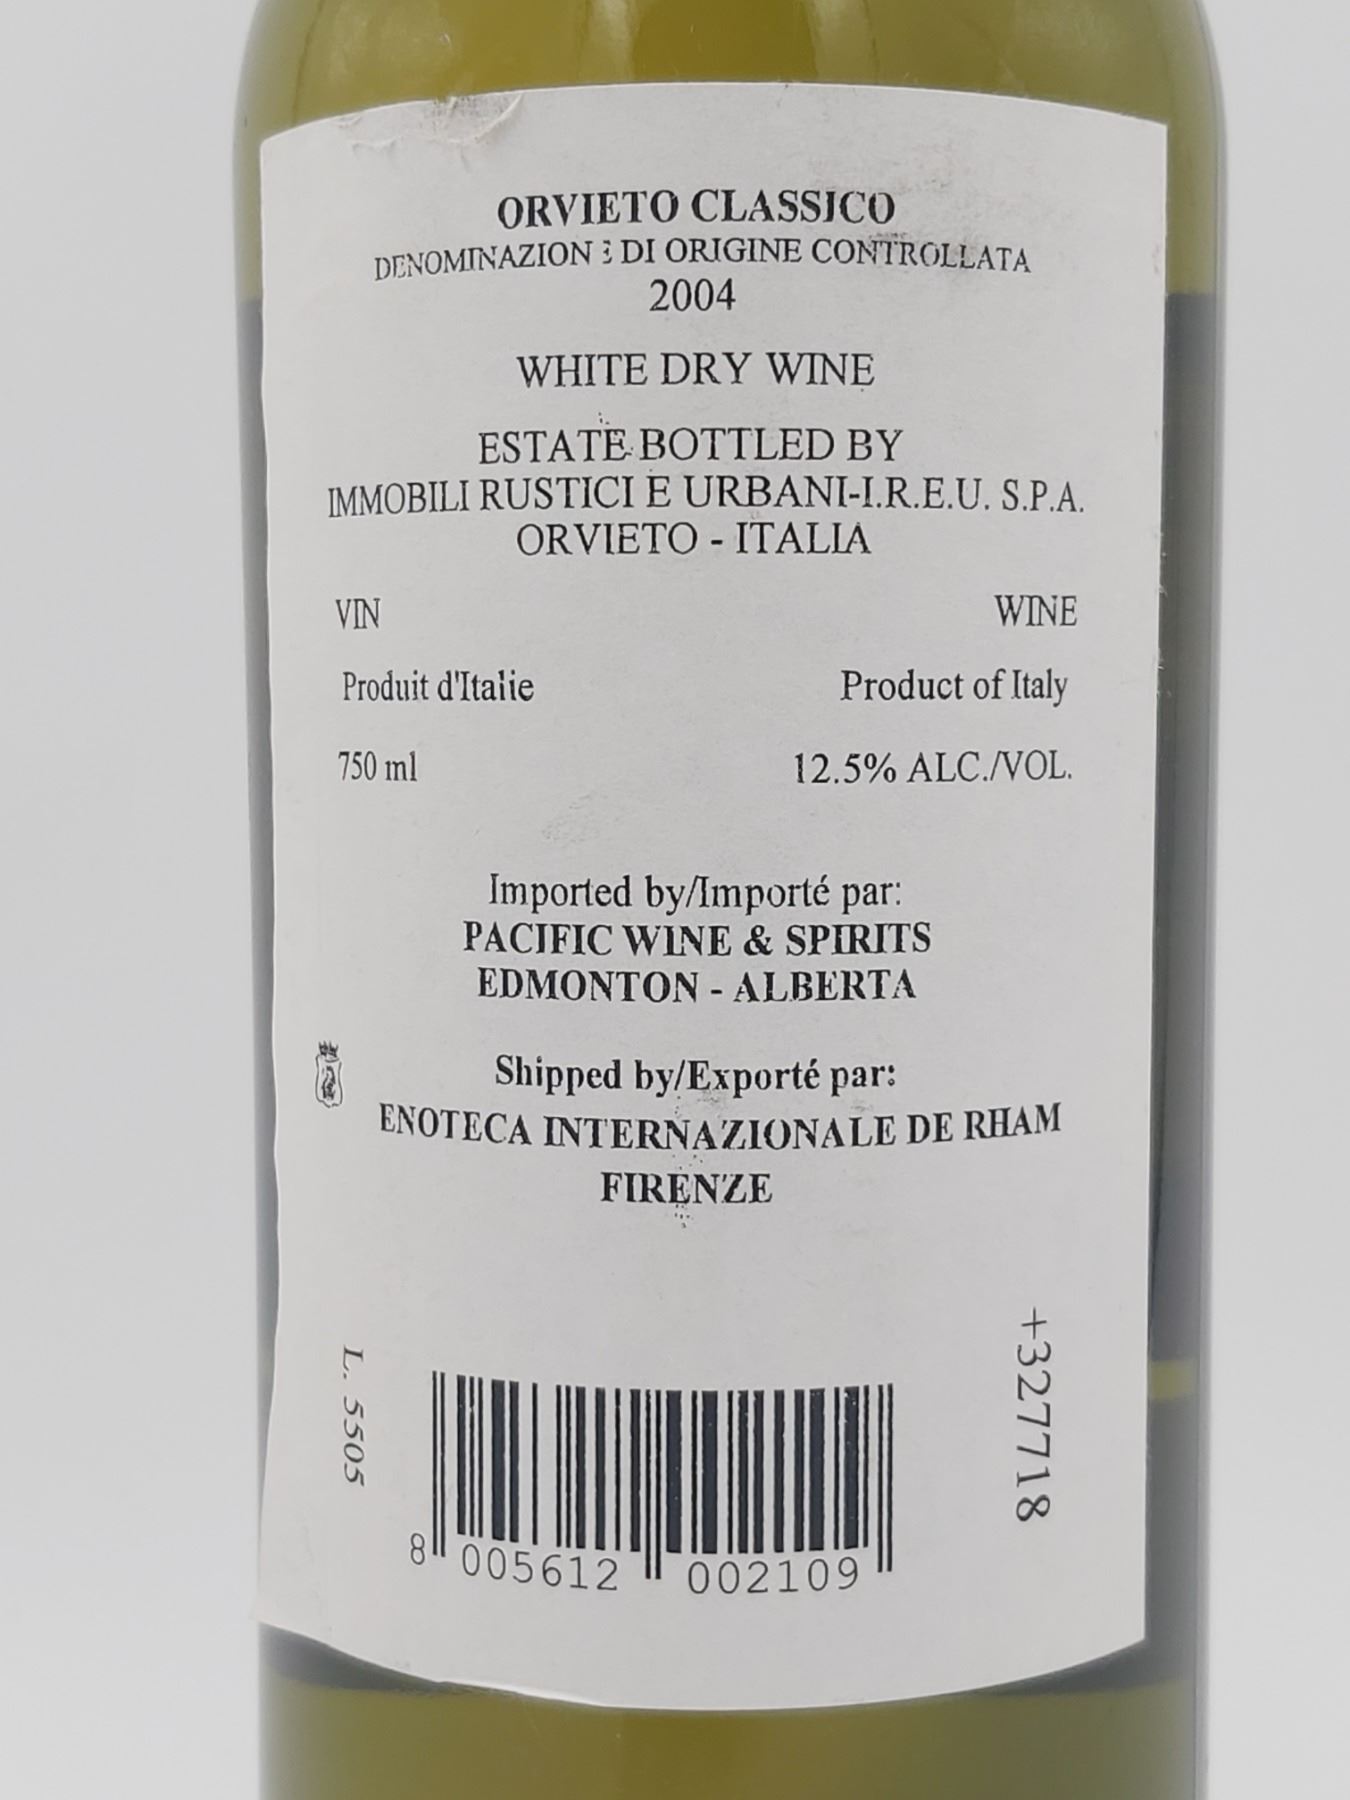 ORVIETO CLASSICO
DENOMINAZIONE DI ORIGINE CONTROLLATA
2004
WHITE DRY WINE
ESTATE BOTTLED BY
IMMOBILI RUSTICI E URBANI-I.R.E.U. S.P.A.
ORVIETO - ITALIA
VIN WINE
Produit d'Italie Product of Italy
750 ml 12.5% ALC./VOL.
Imported by/Importé par:
PACIFIC WINE & SPIRITS
EDMONTON - ALBERTA
Shipped by/Exporté par:
ENOTECA INTERNAZIONALE DE RHAM
FIRENZE
L. 5505
+327718
8 005612 002109